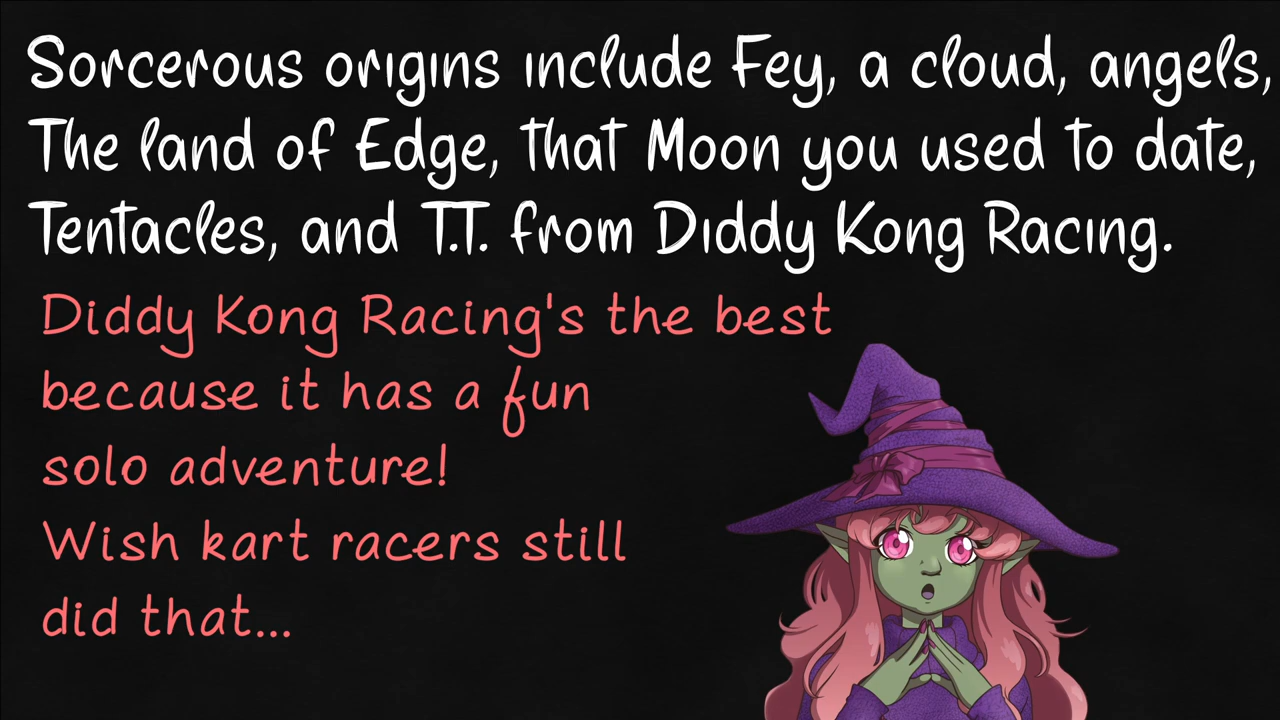 Sorcerous origins include Fey, a cloud, angels,
The land of Edge, that Moon you used to date,
Tentacles, and T.T. from Diddy Kong Racing.
Diddy Kong Racing's the best
because it has a fun
solo adventure!
Wish kart racers still
did that...